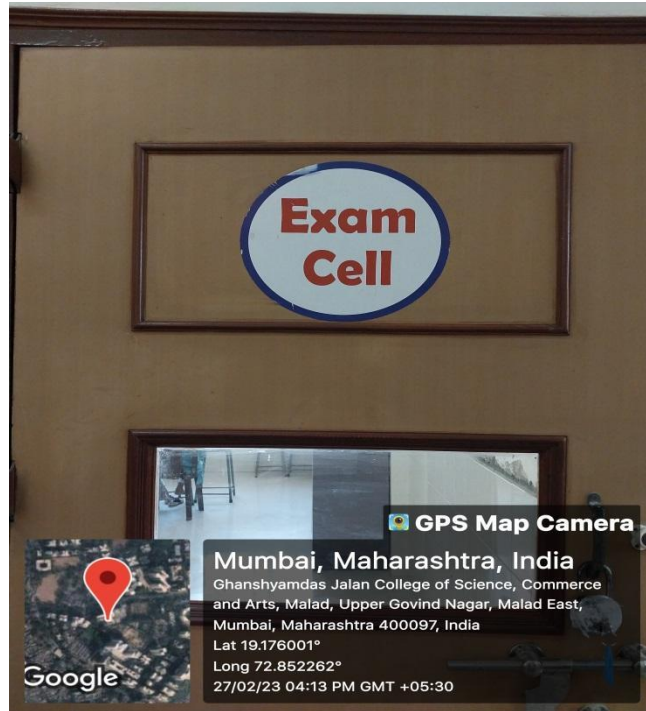 Exam
Cell
GPS Map Camera
Mumbai, Maharashtra, India
Ghanshyamdas Jalan College of Science, Commerce
and Arts, Malad, Upper Govind Nagar, Malad East,
Mumbai, Maharashtra 400097, India
Lat 19.176001°
Long 72.852262°
27/02/23 04:13 PM GMT +05:30
Google